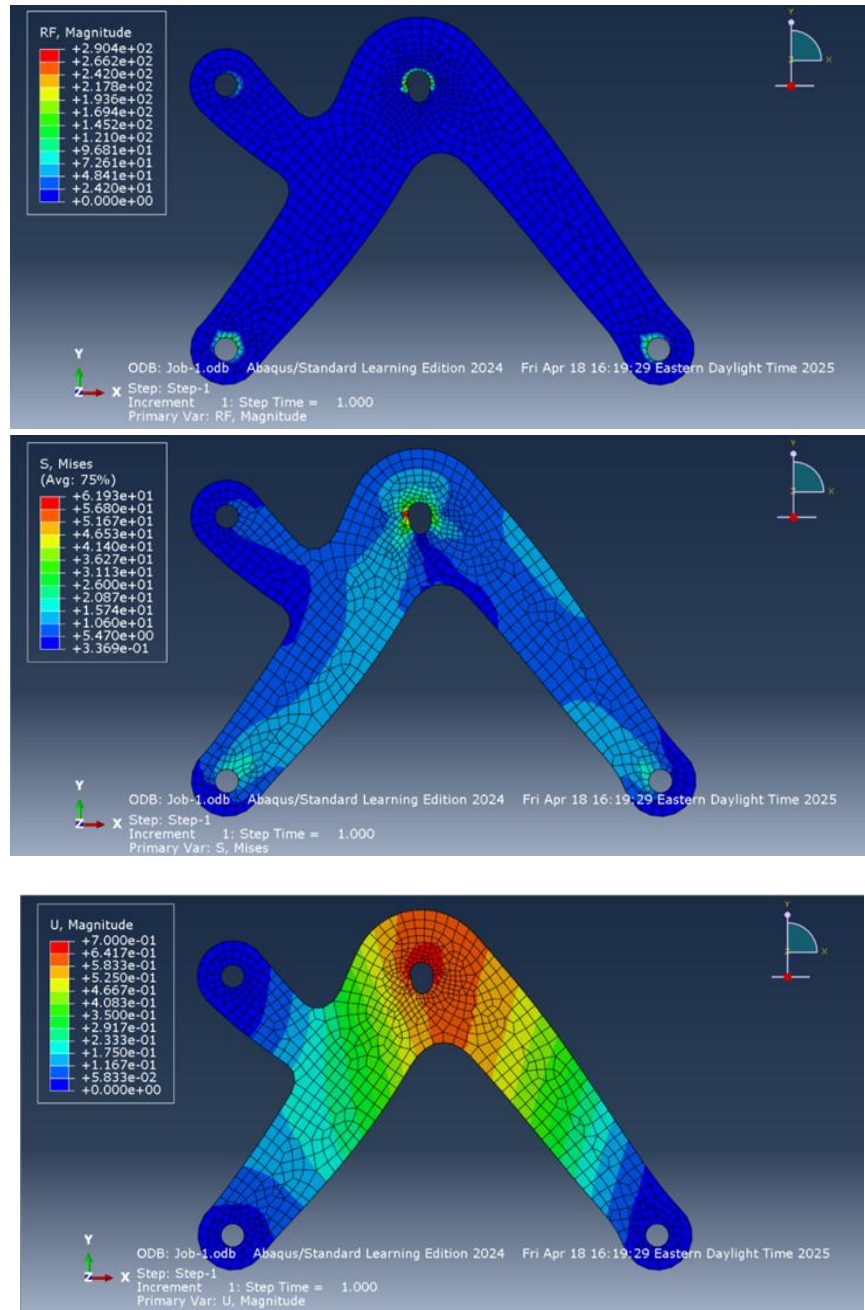 RF, Magnitude
+2.904e+02
+2.662e+02
+2.420e+02
+2.178e+02
+1.936e+02
+1.694e+02
+1.452e+02
+1.210e+02
+9.681e+01
+7.261e+01
+4.841e+01
+2.420e+01
+0.000e+00
Y
X
Z
Y
Z X
ODB: Job-1.odb Abaqus/Standard Learning Edition 2024 Fri Apr 18 16:19:29 Eastern Daylight Time 2025
Step: Step-1
Increment 1: Step Time = 1.000
Primary Var: RF, Magnitude
S, Mises
(Avg: 75%)
+6.193e+01
+5.680e+01
+5.167e+01
+4.653e+01
+4.140e+01
+3.627e+01
+3.113e+01
+2.600e+01
+2.087e+01
+1.574e+01
+1.060e+01
+5.470e+00
+3.369e-01
Y
X
Z
Y
Z X
ODB: Job-1.odb Abaqus/Standard Learning Edition 2024 Fri Apr 18 16:19:29 Eastern Daylight Time 2025
Step: Step-1
Increment 1: Step Time = 1.000
Primary Var: S, Mises
U, Magnitude
+7.000e-01
+6.417e-01
+5.833e-01
+5.250e-01
+4.667e-01
+4.083e-01
+3.500e-01
+2.917e-01
+2.333e-01
+1.750e-01
+1.167e-01
+5.833e-02
+0.000e+00
Y
X
Z
Y
Z X
ODB: Job-1.odb Abaqus/Standard Learning Edition 2024 Fri Apr 18 16:19:29 Eastern Daylight Time 2025
Step: Step-1
Increment 1: Step Time = 1.000
Primary Var: U, Magnitude